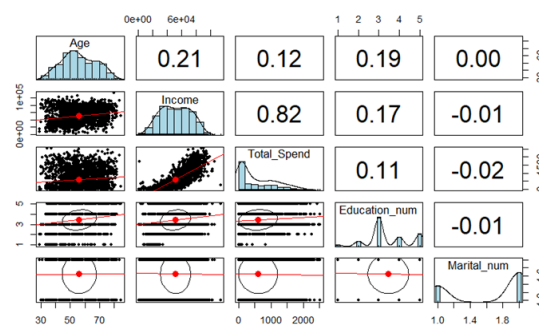 0e+00 6e+04 1 2 3 4 5
Age 0.21 0.12 0.19 0.00
0e+00 1e+05 Income 0.82 0.17 -0.01
Total_Spend 0.11 -0.02
1 3 5 Education_num -0.01
Marital_num
30 50 70 0 1000 2500 1.0 1.4 1.8